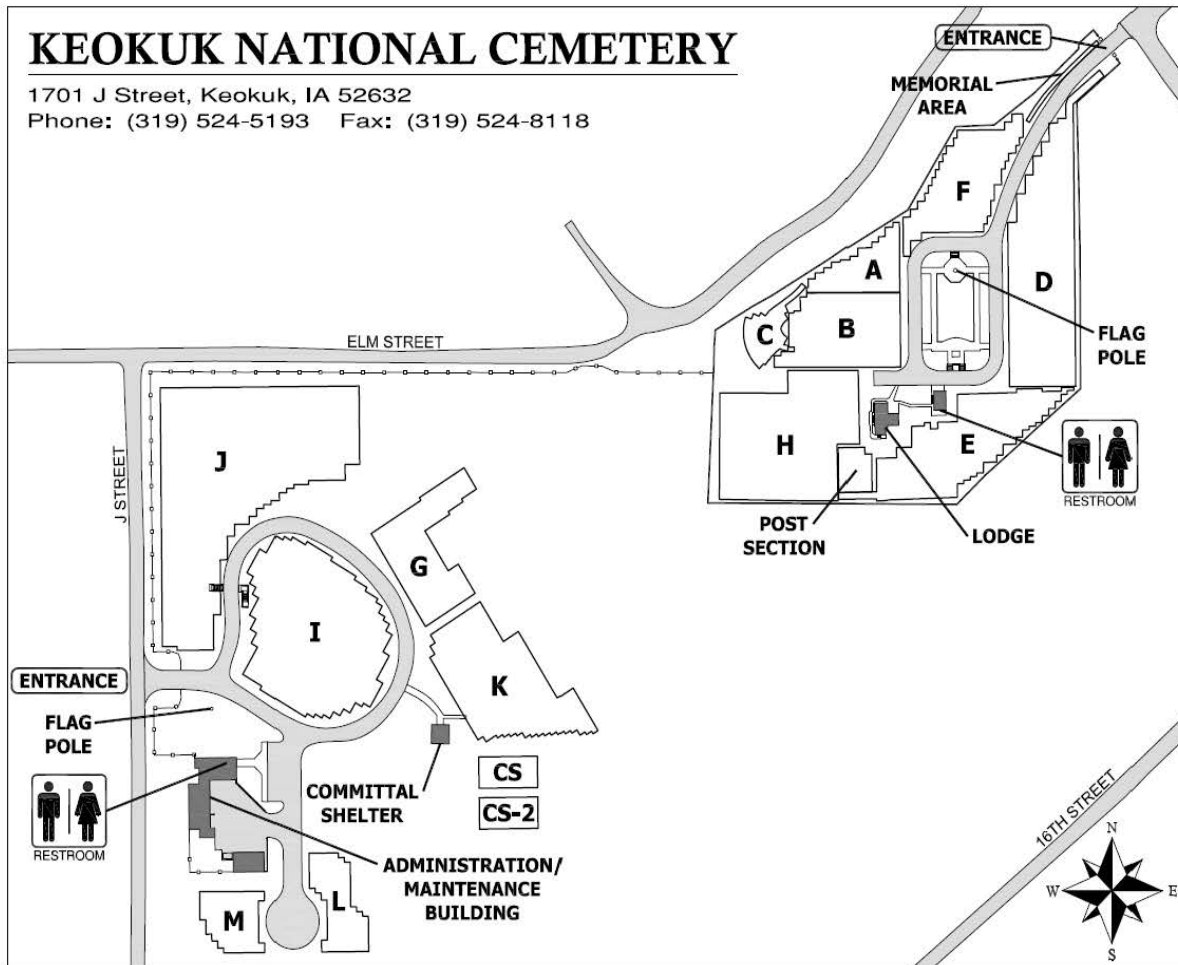 KEOKUK NATIONAL CEMETERY
1701 J Street, Keokuk, IA 52632
Phone: (319) 524-5193 Fax: (319) 524-8118
ENTRANCE
MEMORIAL
AREA
F
A
D
C
B
FLAG
POLE
ELM STREET
H
E
RESTROOM
POST
SECTION
LODGE
J STREET
J
G
I
K
ENTRANCE
FLAG
POLE
RESTROOM
COMMITTAL
SHELTER
CS
CS-2
ADMINISTRATION/
MAINTENANCE
BUILDING
M
L
16TH STREET
N
W
E
S